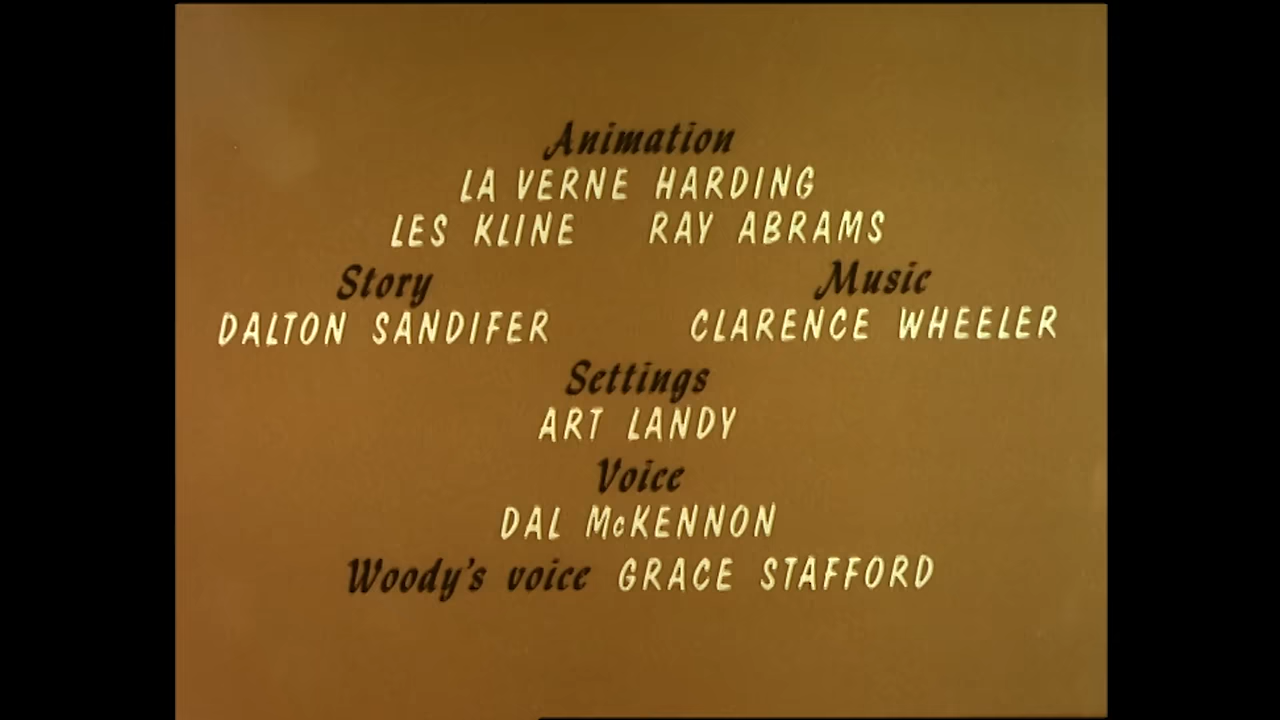 Animation
LA VERNE HARDING
LES KLINE RAY ABRAMS
Story Music
DALTON SANDIFER CLARENCE WHEELER
Settings
ART LANDY
Voice
DAL McKENNON
Woody's voice GRACE STAFFORD